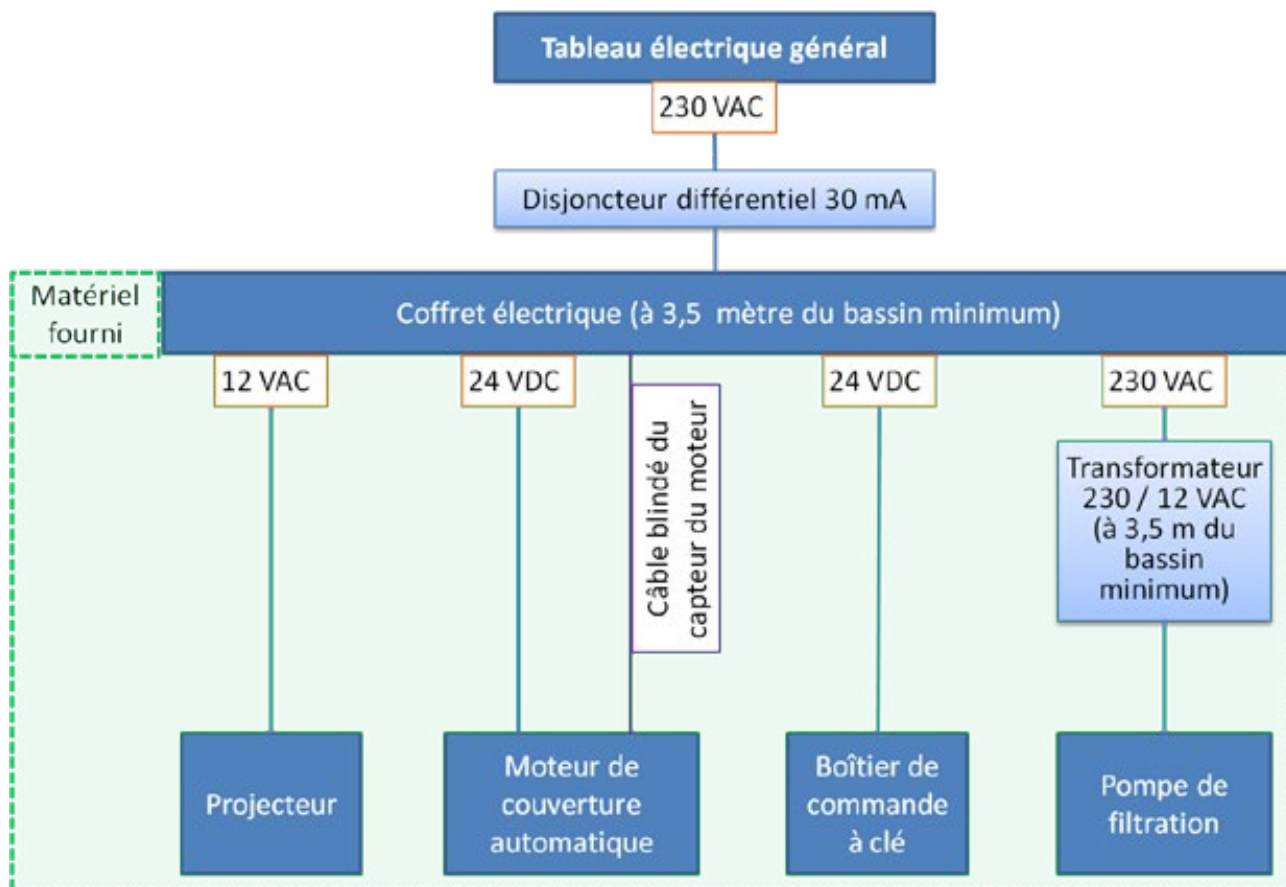 Tableau électrique général
230 VAC
Disjoncteur différentiel 30 mA
Matériel
fourni
Coffret électrique (à 3,5 mètre du bassin minimum)
12 VAC
24 VDC
24 VDC
230 VAC
Câble blindé du
capteur du moteur
Transformateur
230 / 12 VAC
(à 3,5 m du
bassin
minimum)
Projecteur
Moteur de
couverture
automatique
Boîtier de
commande
à clé
Pompe de
filtration